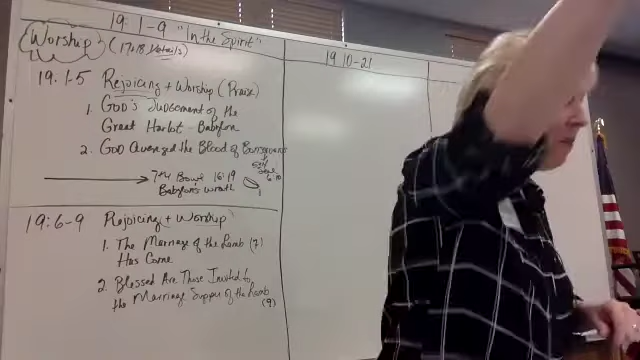 19: 1-9 "In the Spirit"
Worship (17+18 Details)
19:1-5 Rejoicing + Worship (Praise)
1. God's Judgement of the
Great Harlot - Babylon
2. God Avenged the Blood of
7th Bowl 16:19
Babylon's Wrath
19:6-9 Rejoicing + Worship
1. The Marriage of the Lamb (7)
Has Come
2. Blessed Are Those Invited to
the Marriage Supper of the Lamb
(9)
19 10-21